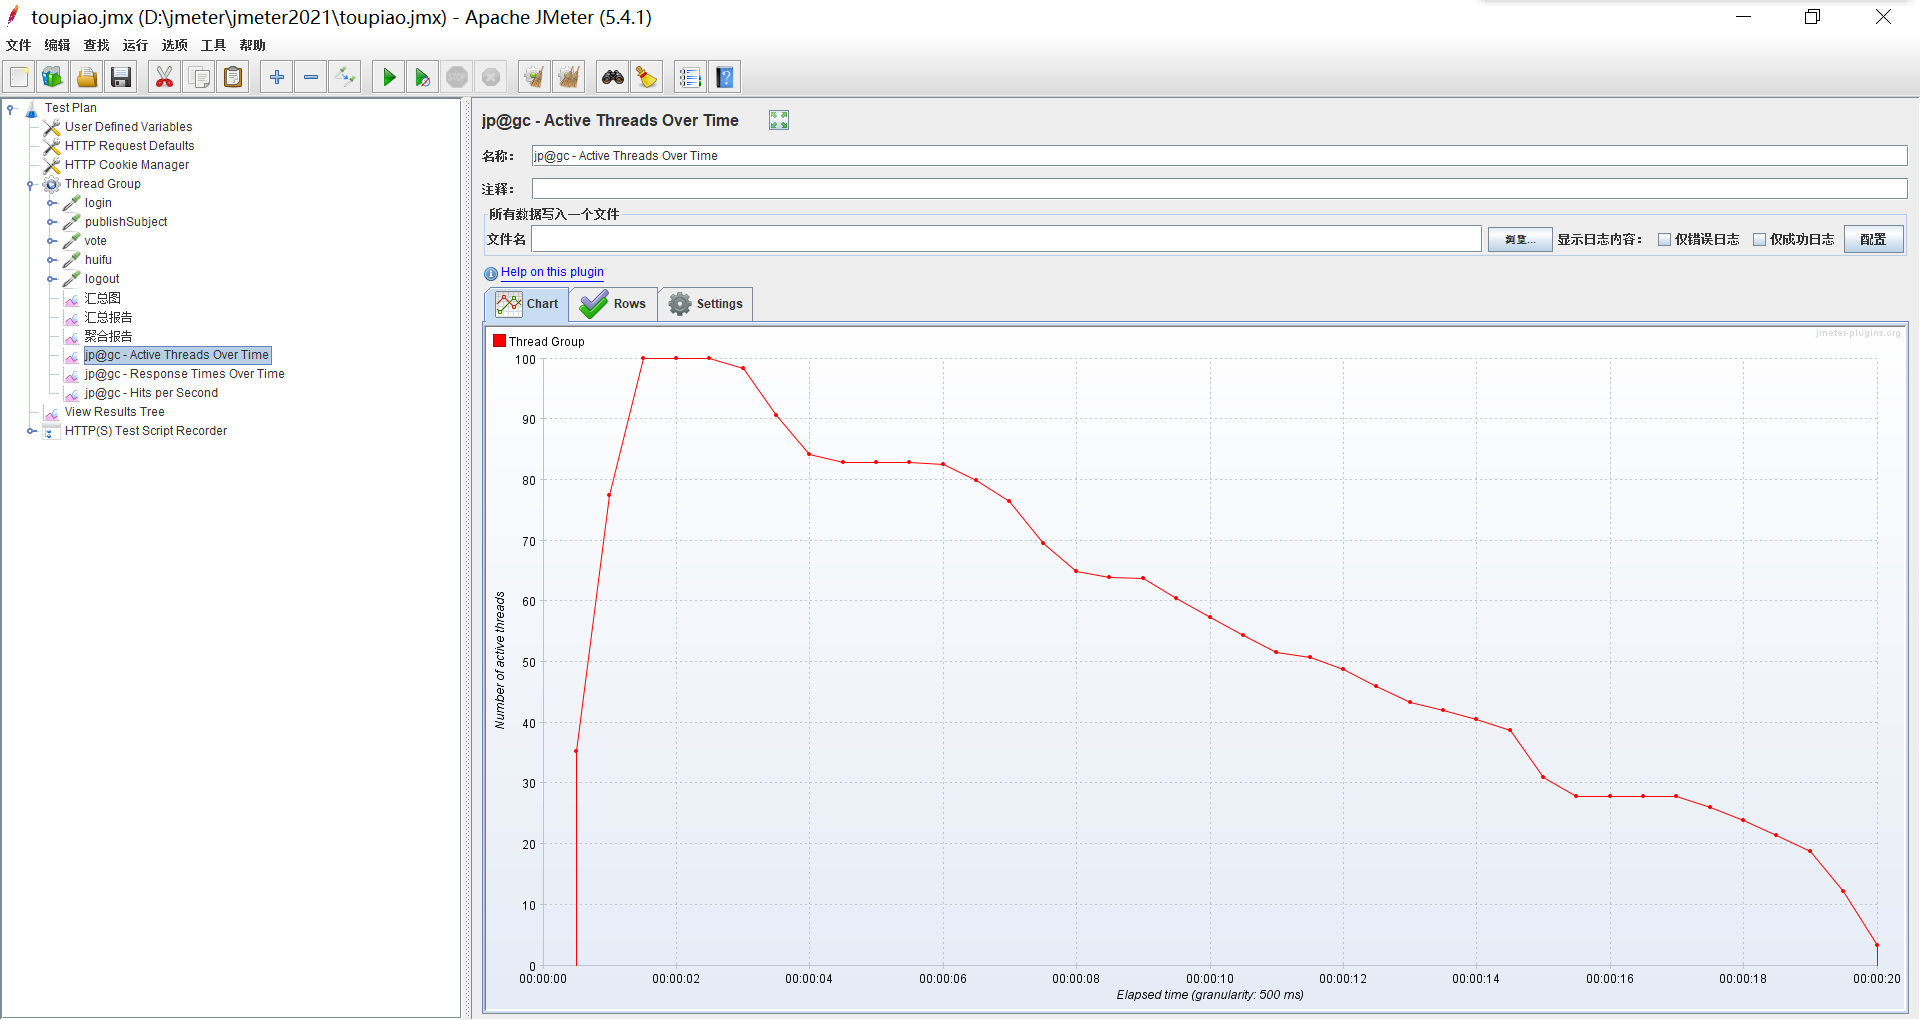 toupiao.jmx (D:\jmeter\jmeter2021\toupiao.jmx) - Apache JMeter (5.4.1)
文件 编辑 查找 运行 选项 工具 帮助
STOP
Test Plan
User Defined Variables
HTTP Request Defaults
HTTP Cookie Manager
Thread Group
login
publishSubject
vote
huifu
logout
汇总图
汇总报告
聚合报告
jp@gc - Active Threads Over Time
jp@gc - Response Times Over Time
jp@gc - Hits per Second
View Results Tree
HTTP(S) Test Script Recorder
jp@gc - Active Threads Over Time
名称： jp@gc - Active Threads Over Time
注释：
所有数据写入一个文件
文件名 浏览... 显示日志内容： 仅错误日志 仅成功日志 配置
Help on this plugin
Chart Rows Settings
jmeter-plugins.org
Thread Group
100
90
80
70
60
50
40
30
20
10
0
Number of active threads
00:00:00 00:00:02 00:00:04 00:00:06 00:00:08 00:00:10 00:00:12 00:00:14 00:00:16 00:00:18 00:00:20
Elapsed time (granularity: 500 ms)